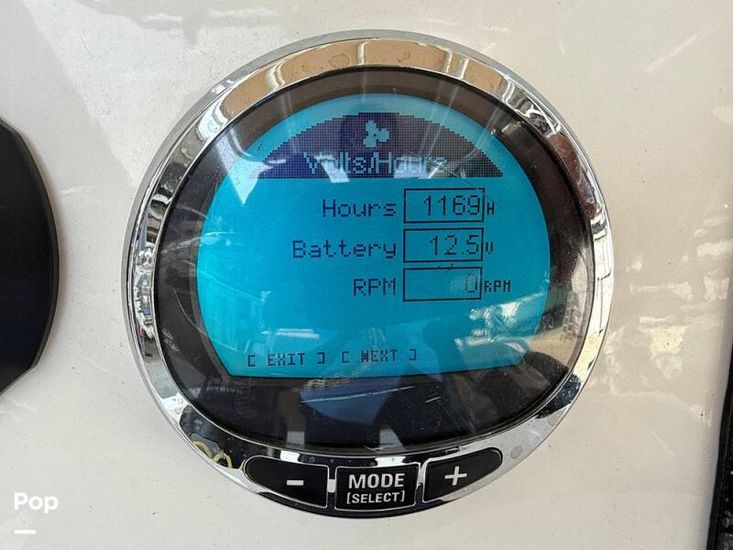 Volts/Hours
Hours 1169 H
Battery 12.5 V
RPM 0 RPM
[ EXIT ] [ NEXT ]
- MODE +
[SELECT]
Pop